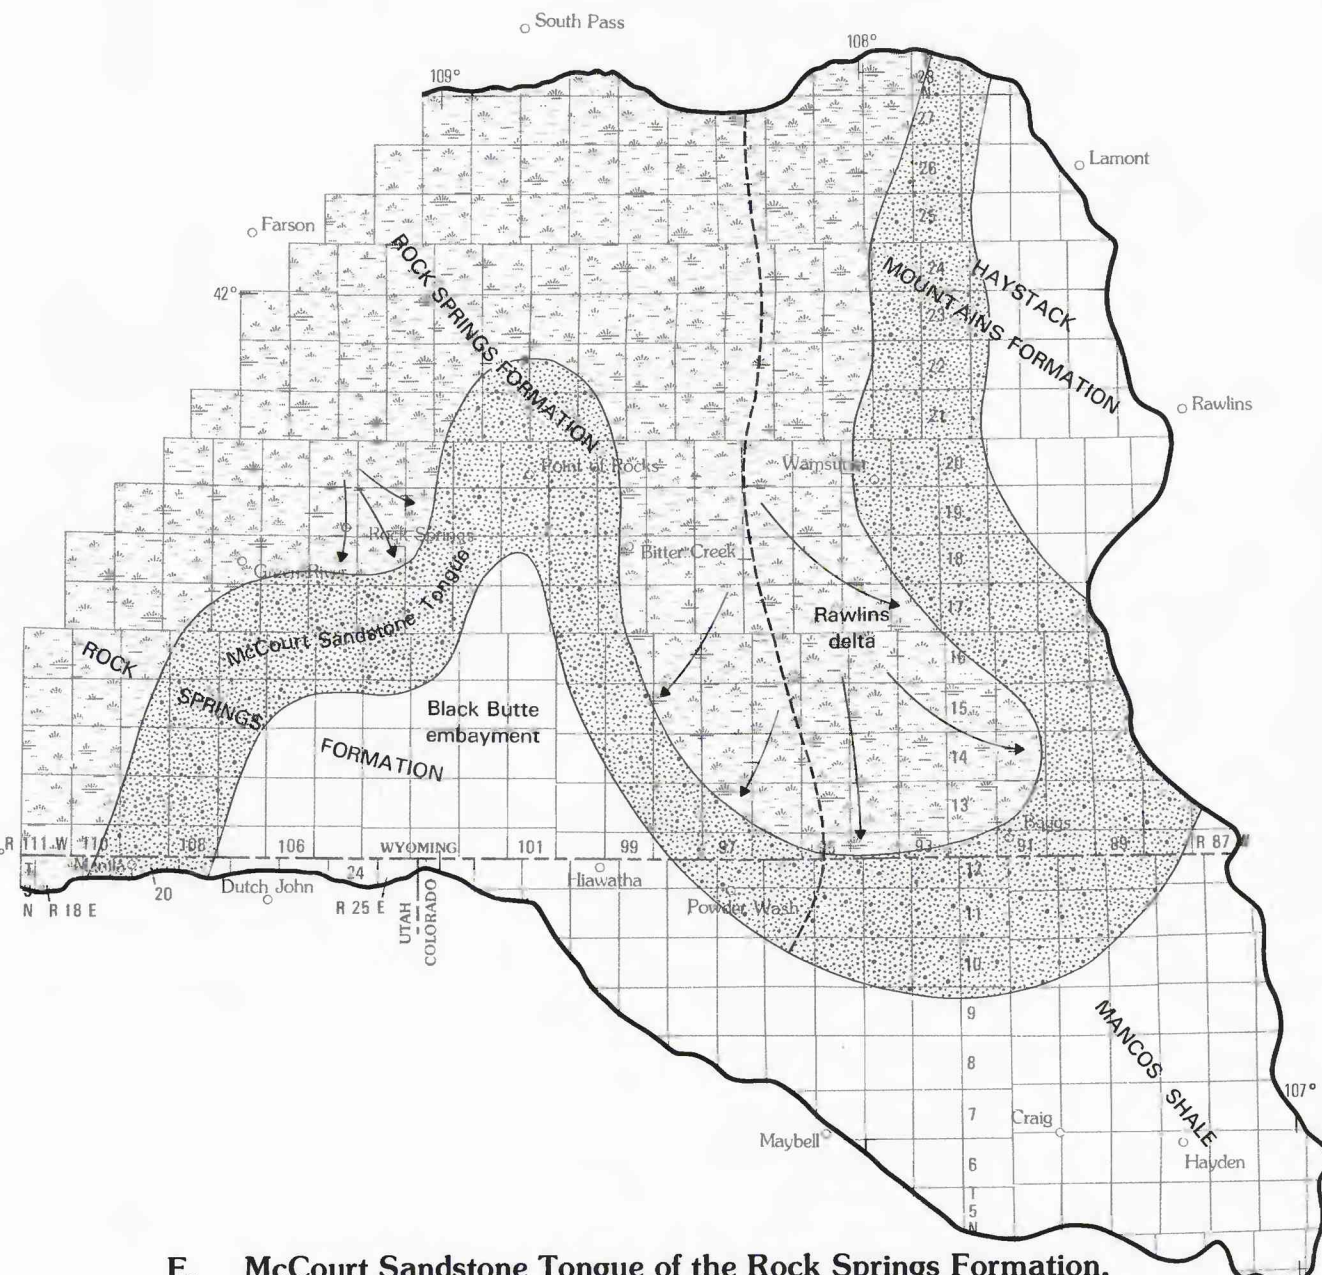 South Pass
108°
109°
28
N
27
Lamont
26
25
Farson
ROCK SPRINGS FORMATION
24
HAYSTACK
MOUNTAINS FORMATION
42°
23
22
21
Rawlins
Point of Rocks
Wamsutter
20
19
Rock Springs
Bitter Creek
18
Green River
17
Rawlins
delta
McCourt Sandstone Tongue
16
ROCK
SPRINGS
FORMATION
15
Black Butte
embayment
14
13
Baggs
R 111 W 110 108 106 WYOMING 101 99 97 95 93 91 89 R 87 W
Manila
T
N
R 18 E
20
Dutch John
24
R 25 E
UTAH
COLORADO
Hiawatha
12
Powder Wash
11
10
9
MANCOS SHALE
8
107°
7
Craig
Maybell
6
Hayden
T
5
N
E. McCourt Sandstone Tongue of the Rock Springs Formation.